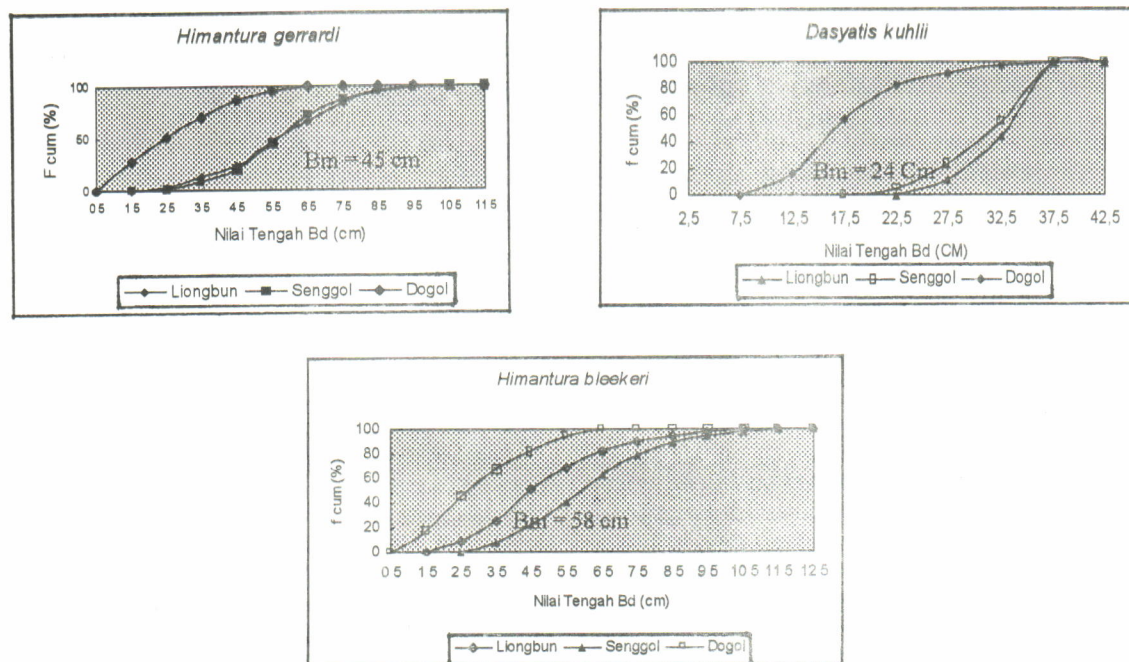 Himantura gerrardi
F cum (%)
100
50
0
Bm = 45 cm
05 15 25 35 45 55 65 75 85 95 105 115
Nilai Tengah Bd (cm)
Liongbun Senggol Dogol
Dasyatis kuhlii
f cum (%)
100
80
60
40
20
0
Bm = 24 Cm
2,5 7,5 12,5 17,5 22,5 27,5 32,5 37,5 42,5
Nilai Tengah Bd (CM)
Liongbun Senggol Dogol
Himantura bleekeri
f cum (%)
100
80
60
40
20
0
Bm = 58 cm
05 15 25 35 45 55 65 75 85 95 105 115 125
Nilai Tengah Bd (cm)
Liongbun Senggol Dogol